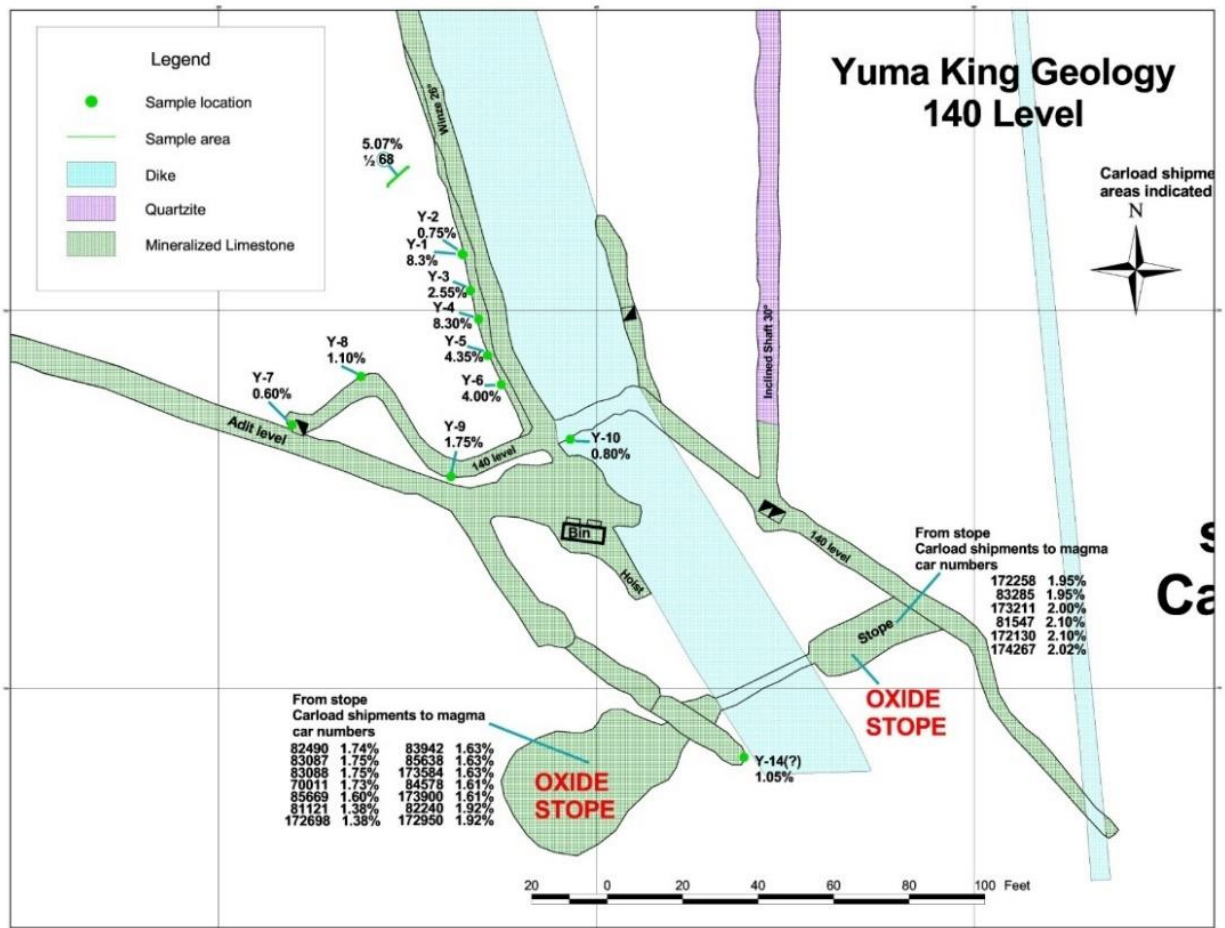 Legend
Sample location
Sample area
Dike
Quartzite
Mineralized Limestone
Yuma King Geology
140 Level
Carload shipme
areas indicated
N
Winze 26°
5.07%
½ 68
Y-2
0.75%
Y-1
8.3%
Y-3
2.55%
Y-4
8.30%
Y-5
4.35%
Y-6
4.00%
Y-8
1.10%
Y-7
0.60%
Adit level
Y-9
1.75%
140 level
Y-10
0.80%
Inclined Shaft 30°
Bin
Hoist
140 level
From stope
Carload shipments to magma
car numbers
172258 1.95%
83285 1.95%
173211 2.00%
81547 2.10%
172130 2.10%
174267 2.02%
S
Ca
Stope
OXIDE
STOPE
From stope
Carload shipments to magma
car numbers
82490 1.74% 83942 1.63%
83087 1.75% 85638 1.63%
83088 1.75% 173584 1.63%
70011 1.73% 84578 1.61%
85669 1.60% 173900 1.61%
81121 1.38% 82240 1.92%
172698 1.38% 172950 1.92%
OXIDE
STOPE
Y-14(?)
1.05%
20 0 20 40 60 80 100 Feet